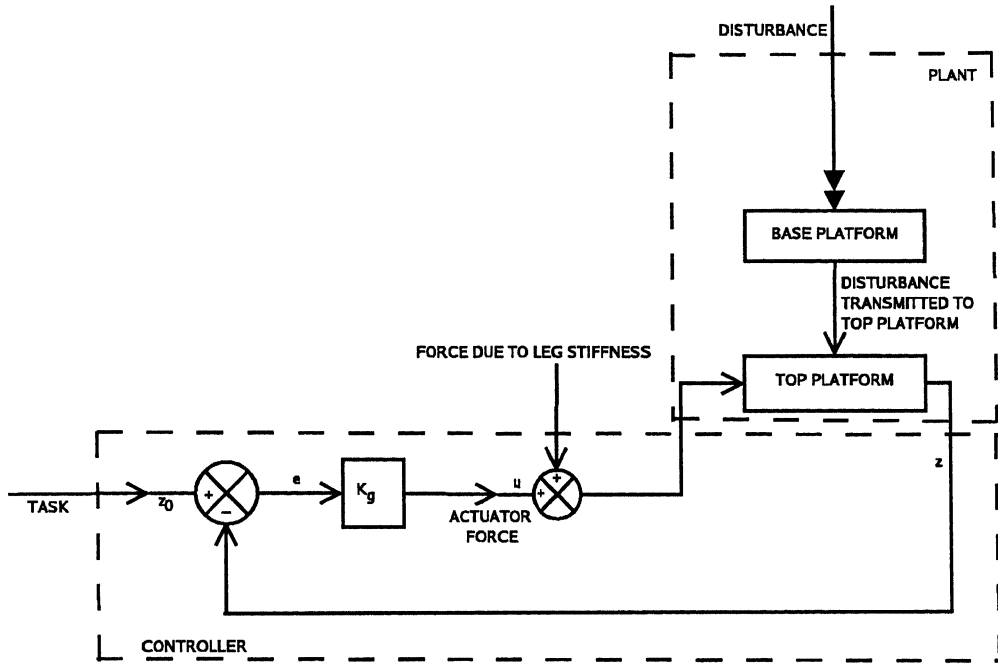 DISTURBANCE
PLANT
BASE PLATFORM
DISTURBANCE
TRANSMITTED TO
TOP PLATFORM
FORCE DUE TO LEG STIFFNESS
TOP PLATFORM
z
TASK
z0
+
−
e
Kg
u
ACTUATOR
FORCE
+
+
CONTROLLER